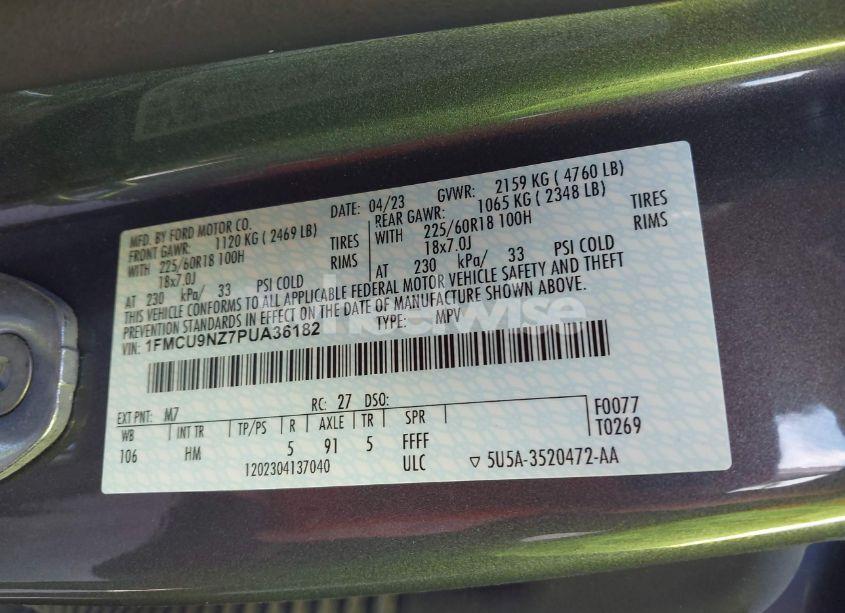 MFD. BY FORD MOTOR CO.
DATE: 04/23 GVWR: 2159 KG ( 4760 LB)
FRONT GAWR: 1120 KG ( 2469 LB) REAR GAWR: 1065 KG ( 2348 LB)
WITH 225/60R18 100H TIRES WITH 225/60R18 100H TIRES
18x7.0J RIMS 18x7.0J RIMS
AT 230 kPa/ 33 PSI COLD AT 230 kPa/ 33 PSI COLD
THIS VEHICLE CONFORMS TO ALL APPLICABLE FEDERAL MOTOR VEHICLE SAFETY AND THEFT
PREVENTION STANDARDS IN EFFECT ON THE DATE OF MANUFACTURE SHOWN ABOVE.
VIN: 1FMCU9NZ7PUA36182 TYPE: MPV
EXT PNT: M7 RC: 27 DSO: F0077
WB INT TR TP/PS R AXLE TR SPR T0269
106 HM 5 91 5 FFFF
1202304137040 ULC ▽ 5U5A-3520472-AA